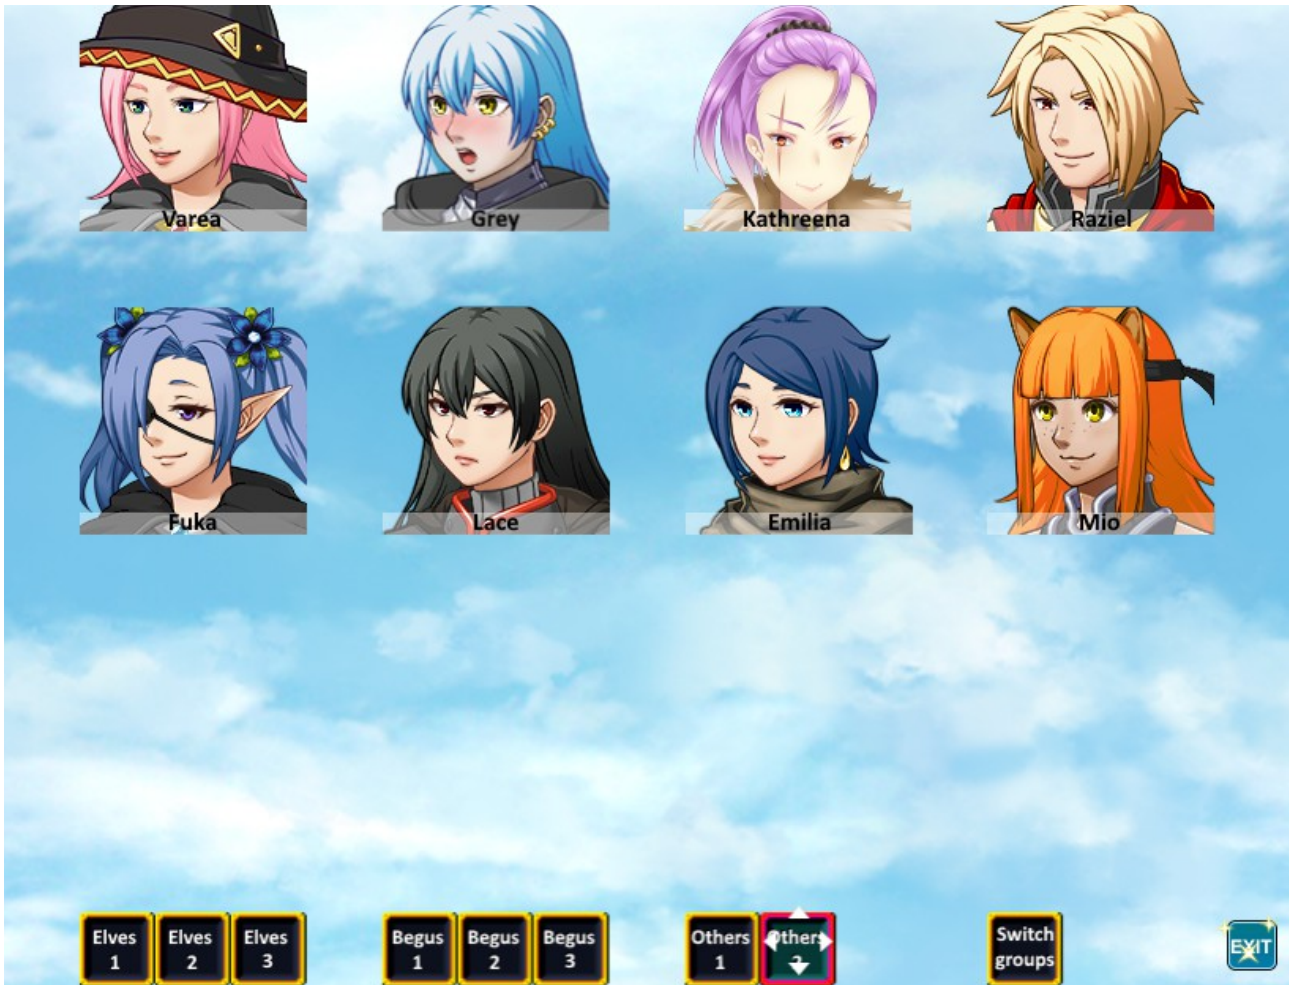 Varea
Grey
Kathreena
Raziel
Fuka
Lace
Emilia
Mio
Elves
1
Elves
2
Elves
3
Begus
1
Begus
2
Begus
3
Others
1
Others
2
Switch
groups
EXIT